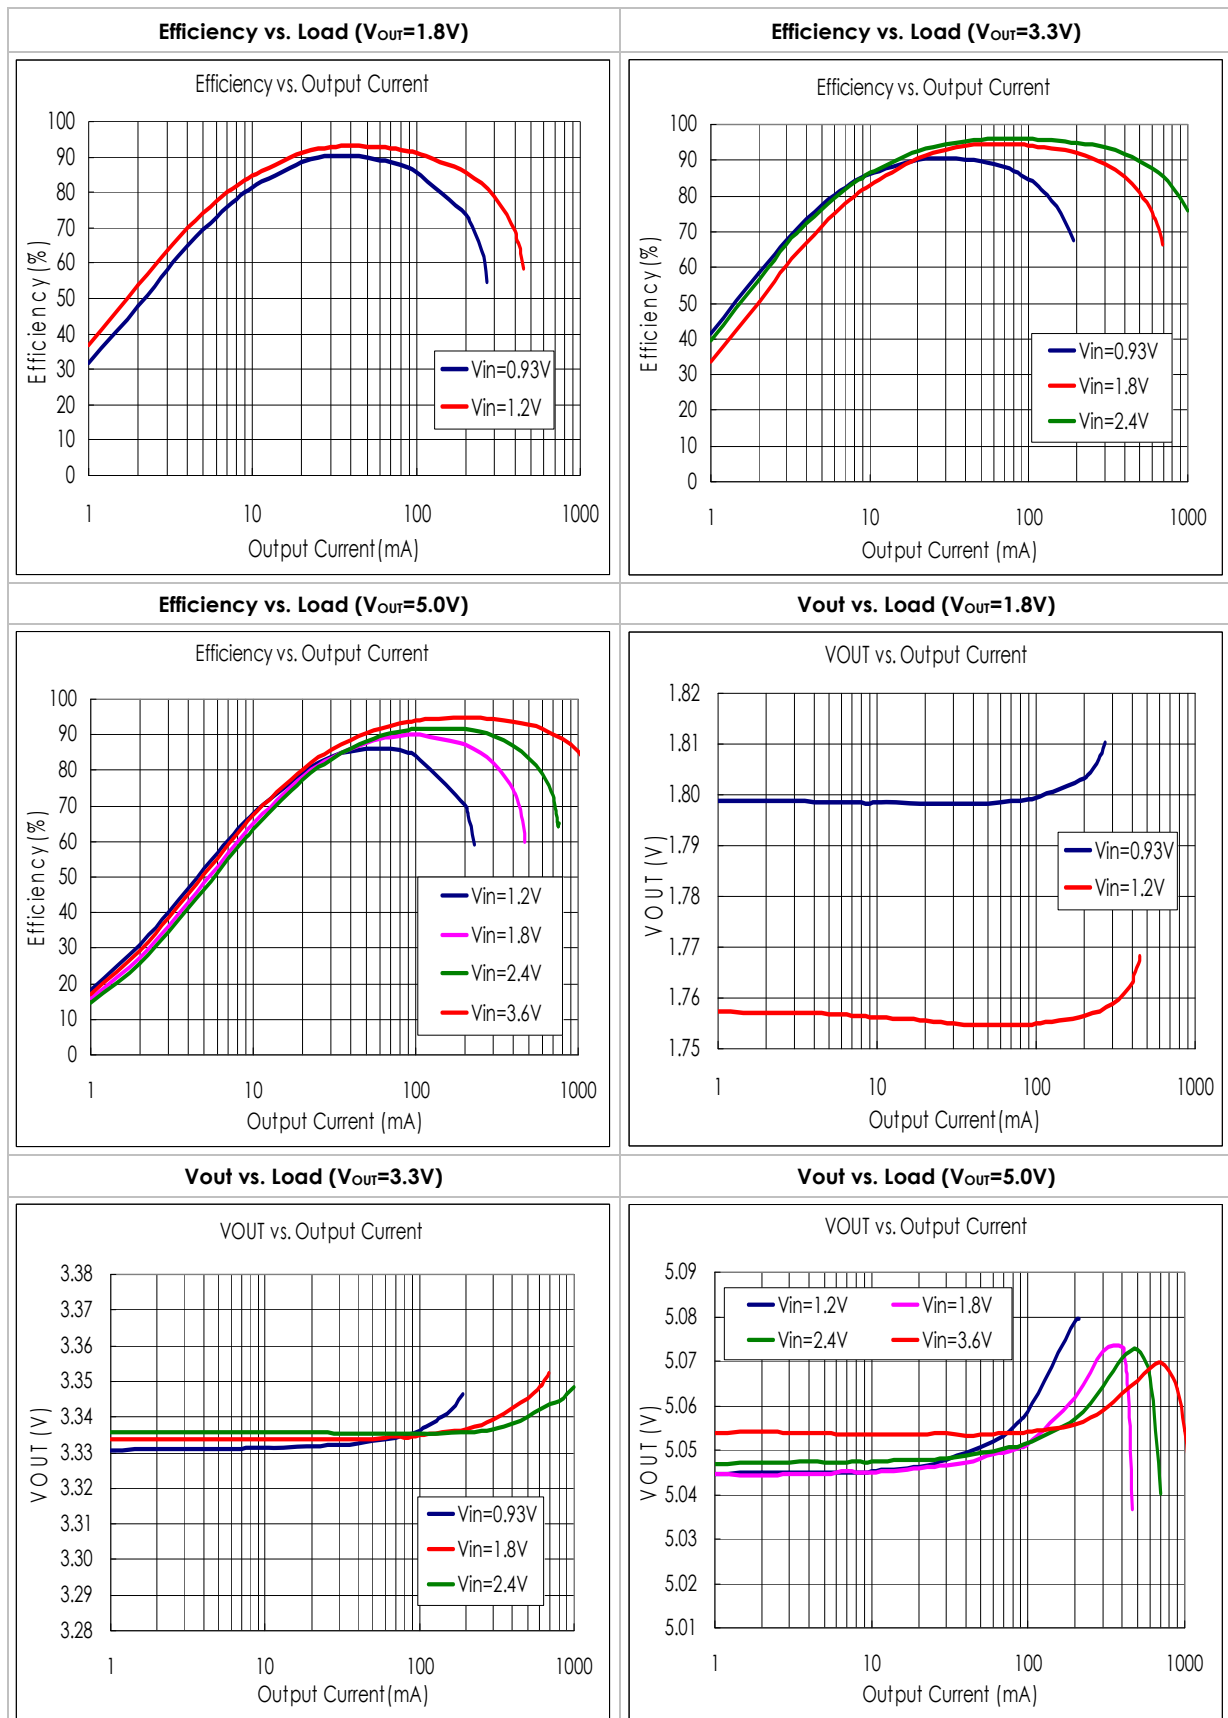 Efficiency vs. Load (VOUT=1.8V)
Efficiency vs. Output Current
Efficiency (%)
100
90
80
70
60
50
40
30
20
10
0
Vin=0.93V
Vin=1.2V
1 10 100 1000
Output Current(mA)
Efficiency vs. Load (VOUT=3.3V)
Efficiency vs. Output Current
Efficiency (%)
100
90
80
70
60
50
40
30
20
10
0
Vin=0.93V
Vin=1.8V
Vin=2.4V
1 10 100 1000
Output Current (mA)
Efficiency vs. Load (VOUT=5.0V)
Efficiency vs. Output Current
Efficiency (%)
100
90
80
70
60
50
40
30
20
10
0
Vin=1.2V
Vin=1.8V
Vin=2.4V
Vin=3.6V
1 10 100 1000
Output Current (mA)
Vout vs. Load (VOUT=1.8V)
VOUT vs. Output Current
VOUT (V)
1.82
1.81
1.80
1.79
1.78
1.77
1.76
1.75
Vin=0.93V
Vin=1.2V
1 10 100 1000
Output Current(mA)
Vout vs. Load (VOUT=3.3V)
VOUT vs. Output Current
VOUT (V)
3.38
3.37
3.36
3.35
3.34
3.33
3.32
3.31
3.30
3.29
3.28
Vin=0.93V
Vin=1.8V
Vin=2.4V
1 10 100 1000
Output Current(mA)
Vout vs. Load (VOUT=5.0V)
VOUT vs. Output Current
VOUT (V)
5.09
5.08
5.07
5.06
5.05
5.04
5.03
5.02
5.01
Vin=1.2V Vin=1.8V
Vin=2.4V Vin=3.6V
1 10 100 1000
Output Current (mA)